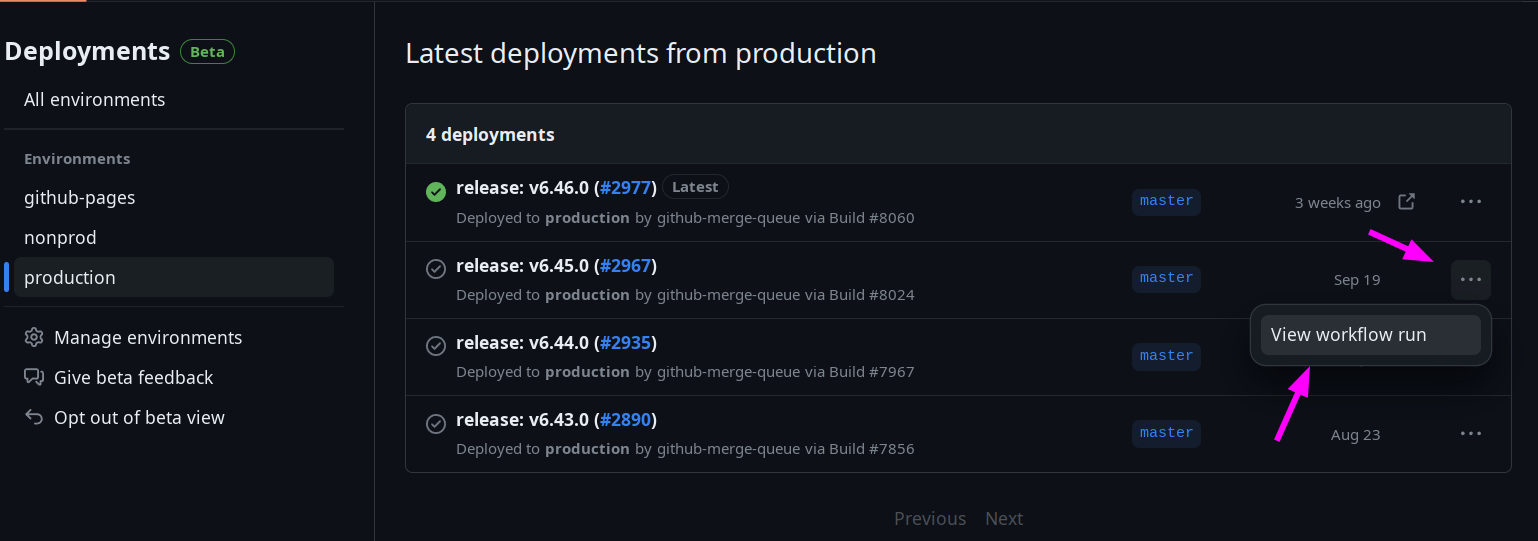 Deployments Beta
All environments
Environments
github-pages
nonprod
production
Manage environments
Give beta feedback
Opt out of beta view
Latest deployments from production
4 deployments
release: v6.46.0 (#2977) Latest
Deployed to production by github-merge-queue via Build #8060
master
3 weeks ago
release: v6.45.0 (#2967)
Deployed to production by github-merge-queue via Build #8024
master
Sep 19
View workflow run
release: v6.44.0 (#2935)
Deployed to production by github-merge-queue via Build #7967
master
release: v6.43.0 (#2890)
Deployed to production by github-merge-queue via Build #7856
master
Aug 23
Previous Next